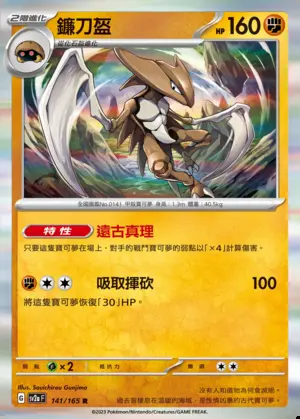 2階進化
鐮刀盔
HP 160
從化石盔進化
全國圖鑑No.0141 甲殼寶可夢 身高：1.3m 體重：40.5kg
特性 遠古真理
只要這隻寶可夢在場上，對手的戰鬥寶可夢的弱點以「×4」計算傷害。
吸取揮砍 100
將這隻寶可夢恢復「30」HP。
弱點 ×2 抵抗力 撤退
Illus. Souichirou Gunjima
G sv2a F 141/165 R
©2023 Pokémon/Nintendo/Creatures/GAME FREAK.